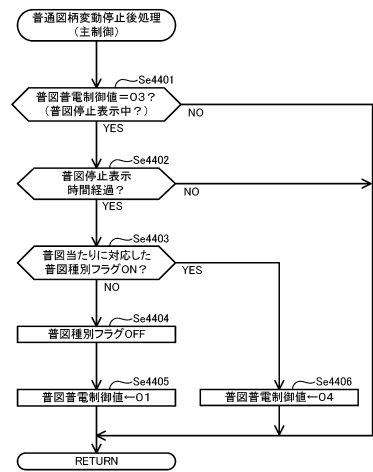 普通図柄変動停止後処理
(主制御)
Se4401
普図普電制御値=03?
(普図停止表示中?)
NO
YES
Se4402
普図停止表示
時間経過?
NO
YES
Se4403
普図当たりに対応した
普図種別フラグON?
YES
NO
Se4404
普図種別フラグOFF
Se4405
普図普電制御値←01
Se4406
普図普電制御値←04
RETURN